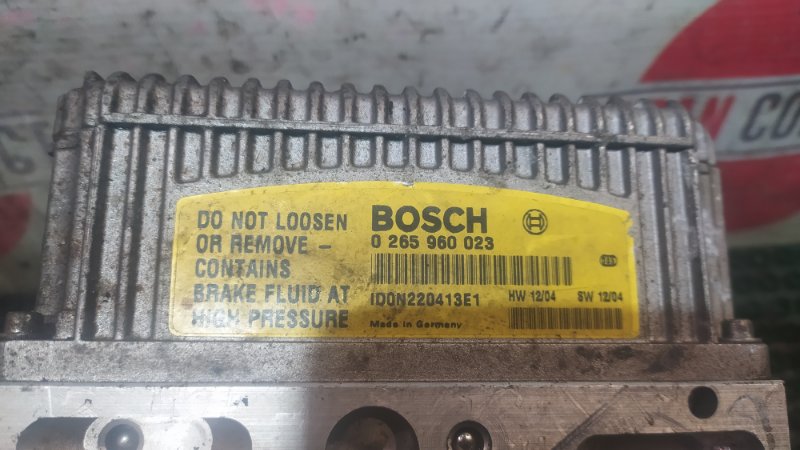 DO NOT LOOSEN
OR REMOVE –
CONTAINS
BRAKE FLUID AT
HIGH PRESSURE
BOSCH
0 265 960 023
ID0N220413E1
HW 12/04 SW 12/04
Made in Germany
CO